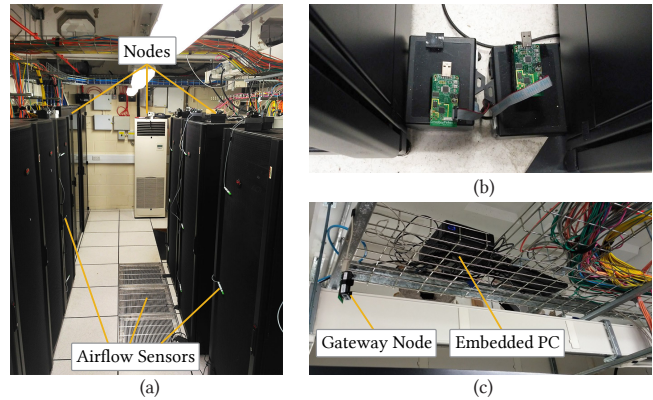 Nodes
Airflow Sensors
(a)
(b)
Gateway Node
Embedded PC
(c)